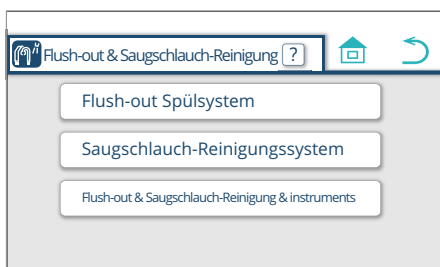 Flush-out & Saugschlauch-Reinigung ?
Flush-out Spülsystem
Saugschlauch-Reinigungssystem
Flush-out & Saugschlauch-Reinigung & instruments